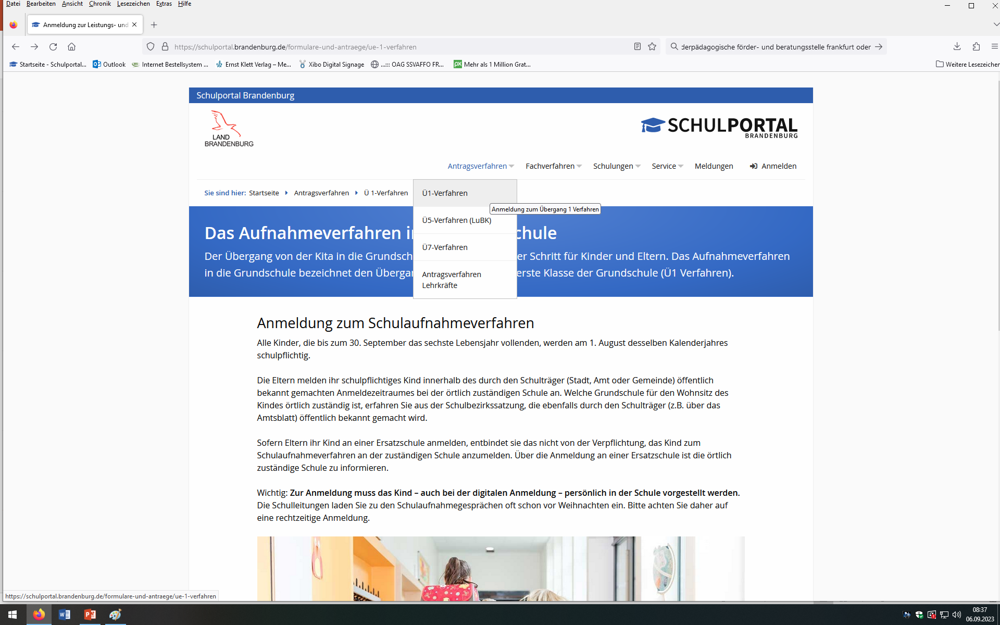 Datei Bearbeiten Ansicht Chronik Lesezeichen Extras Hilfe
Anmeldung zur Leistungs- und
https://schulportal.brandenburg.de/formulare-und-antraege/ue-1-verfahren
derpädagogische förder- und beratungsstelle frankfurt oder
Startseite - Schulportal... Outlook Internet Bestellsystem ... Ernst Klett Verlag – Me... Xibo Digital Signage ...::: OAG SSVAFFO FR... Mehr als 1 Million Grat... Weitere Lesezeichen
Schulportal Brandenburg
LAND
BRANDENBURG
SCHULPORTAL
BRANDENBURG
Antragsverfahren Fachverfahren Schulungen Service Meldungen Anmelden
Sie sind hier: Startseite Antragsverfahren Ü 1-Verfahren
Ü1-Verfahren
Anmeldung zum Übergang 1 Verfahren
Ü5-Verfahren (LuBK)
Ü7-Verfahren
Antragsverfahren
Lehrkräfte
Das Aufnahmeverfahren i chule
Der Übergang von der Kita in die Grundsch er Schritt für Kinder und Eltern. Das Aufnahmeverfahren
in die Grundschule bezeichnet den Übergan erste Klasse der Grundschule (Ü1 Verfahren).
Anmeldung zum Schulaufnahmeverfahren
Alle Kinder, die bis zum 30. September das sechste Lebensjahr vollenden, werden am 1. August desselben Kalenderjahres
schulpflichtig.
Die Eltern melden ihr schulpflichtiges Kind innerhalb des durch den Schulträger (Stadt, Amt oder Gemeinde) öffentlich
bekannt gemachten Anmeldezeitraumes bei der örtlich zuständigen Schule an. Welche Grundschule für den Wohnsitz des
Kindes örtlich zuständig ist, erfahren Sie aus der Schulbezirkssatzung, die ebenfalls durch den Schulträger (z.B. über das
Amtsblatt) öffentlich bekannt gemacht wird.
Sofern Eltern ihr Kind an einer Ersatzschule anmelden, entbindet sie das nicht von der Verpflichtung, das Kind zum
Schulaufnahmeverfahren an der zuständigen Schule anzumelden. Über die Anmeldung an einer Ersatzschule ist die örtlich
zuständige Schule zu informieren.
Wichtig: Zur Anmeldung muss das Kind – auch bei der digitalen Anmeldung – persönlich in der Schule vorgestellt werden.
Die Schulleitungen laden Sie zu den Schulaufnahmegesprächen oft schon vor Weihnachten ein. Bitte achten Sie daher auf
eine rechtzeitige Anmeldung.
https://schulportal.brandenburg.de/formulare-und-antraege/ue-1-verfahren
08:37
06.09.2023